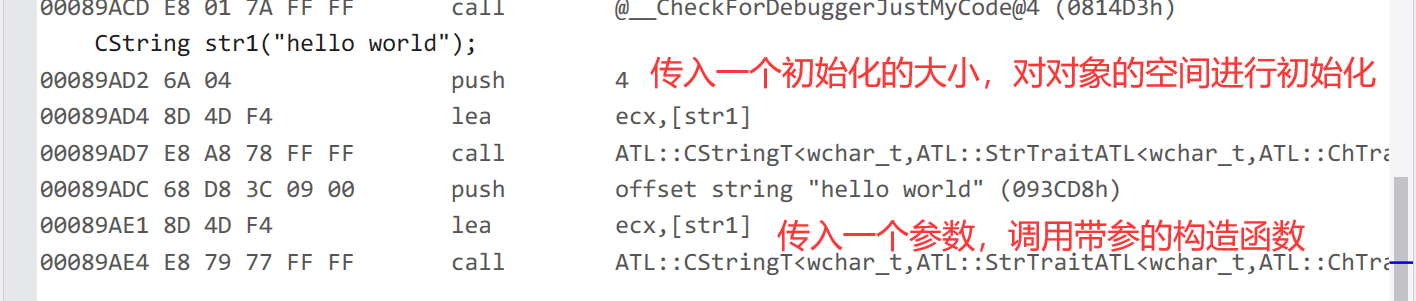 00089ACD E8 01 7A FF FF call @__CheckForDebuggerJustMyCode@4 (0814D3h)
CString str1("hello world");
00089AD2 6A 04 push 4 传入一个初始化的大小，对对象的空间进行初始化
00089AD4 8D 4D F4 lea ecx,[str1]
00089AD7 E8 A8 78 FF FF call ATL::CStringT<wchar_t,ATL::StrTraitATL<wchar_t,ATL::ChTra
00089ADC 68 D8 3C 09 00 push offset string "hello world" (093CD8h)
00089AE1 8D 4D F4 lea ecx,[str1] 传入一个参数，调用带参的构造函数
00089AE4 E8 79 77 FF FF call ATL::CStringT<wchar_t,ATL::StrTraitATL<wchar_t,ATL::ChTra